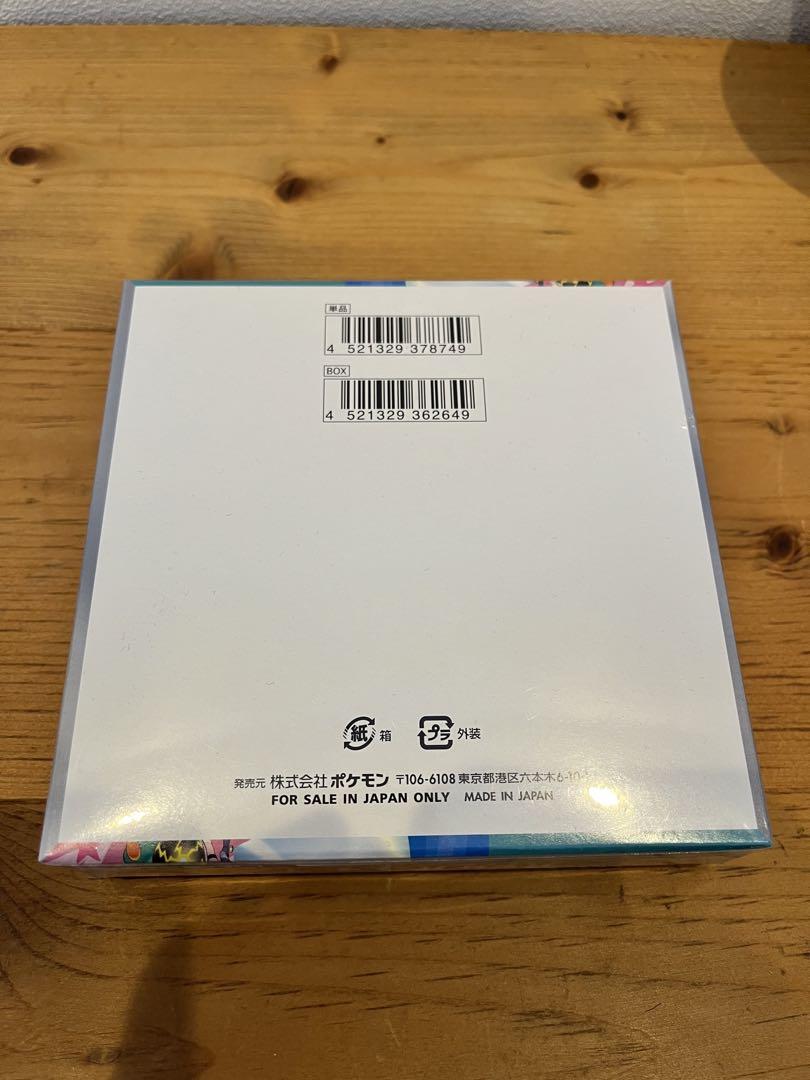 単品
4 521329 378749
BOX
4 521329 362649
紙 箱 プラ 外装
発売元 株式会社 ポケモン 〒106-6108 東京都港区六本木6-10-
FOR SALE IN JAPAN ONLY MADE IN JAPAN